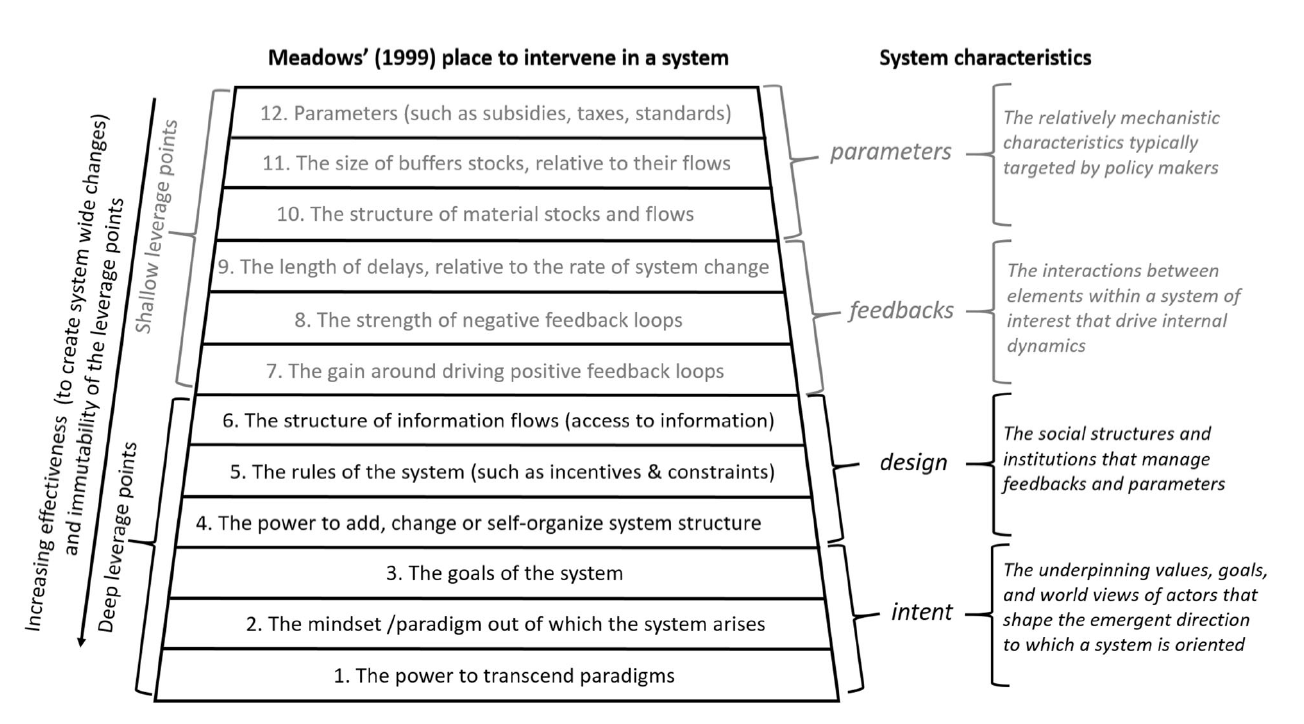 Meadows’ (1999) place to intervene in a system
System characteristics
Increasing effectiveness (to create system wide changes)
and immutability of the leverage points
Shallow leverage points
Deep leverage points
12. Parameters (such as subsidies, taxes, standards)
11. The size of buffers stocks, relative to their flows
10. The structure of material stocks and flows
9. The length of delays, relative to the rate of system change
8. The strength of negative feedback loops
7. The gain around driving positive feedback loops
6. The structure of information flows (access to information)
5. The rules of the system (such as incentives & constraints)
4. The power to add, change or self-organize system structure
3. The goals of the system
2. The mindset /paradigm out of which the system arises
1. The power to transcend paradigms
parameters
The relatively mechanistic
characteristics typically
targeted by policy makers
feedbacks
The interactions between
elements within a system of
interest that drive internal
dynamics
design
The social structures and
institutions that manage
feedbacks and parameters
intent
The underpinning values, goals,
and world views of actors that
shape the emergent direction
to which a system is oriented